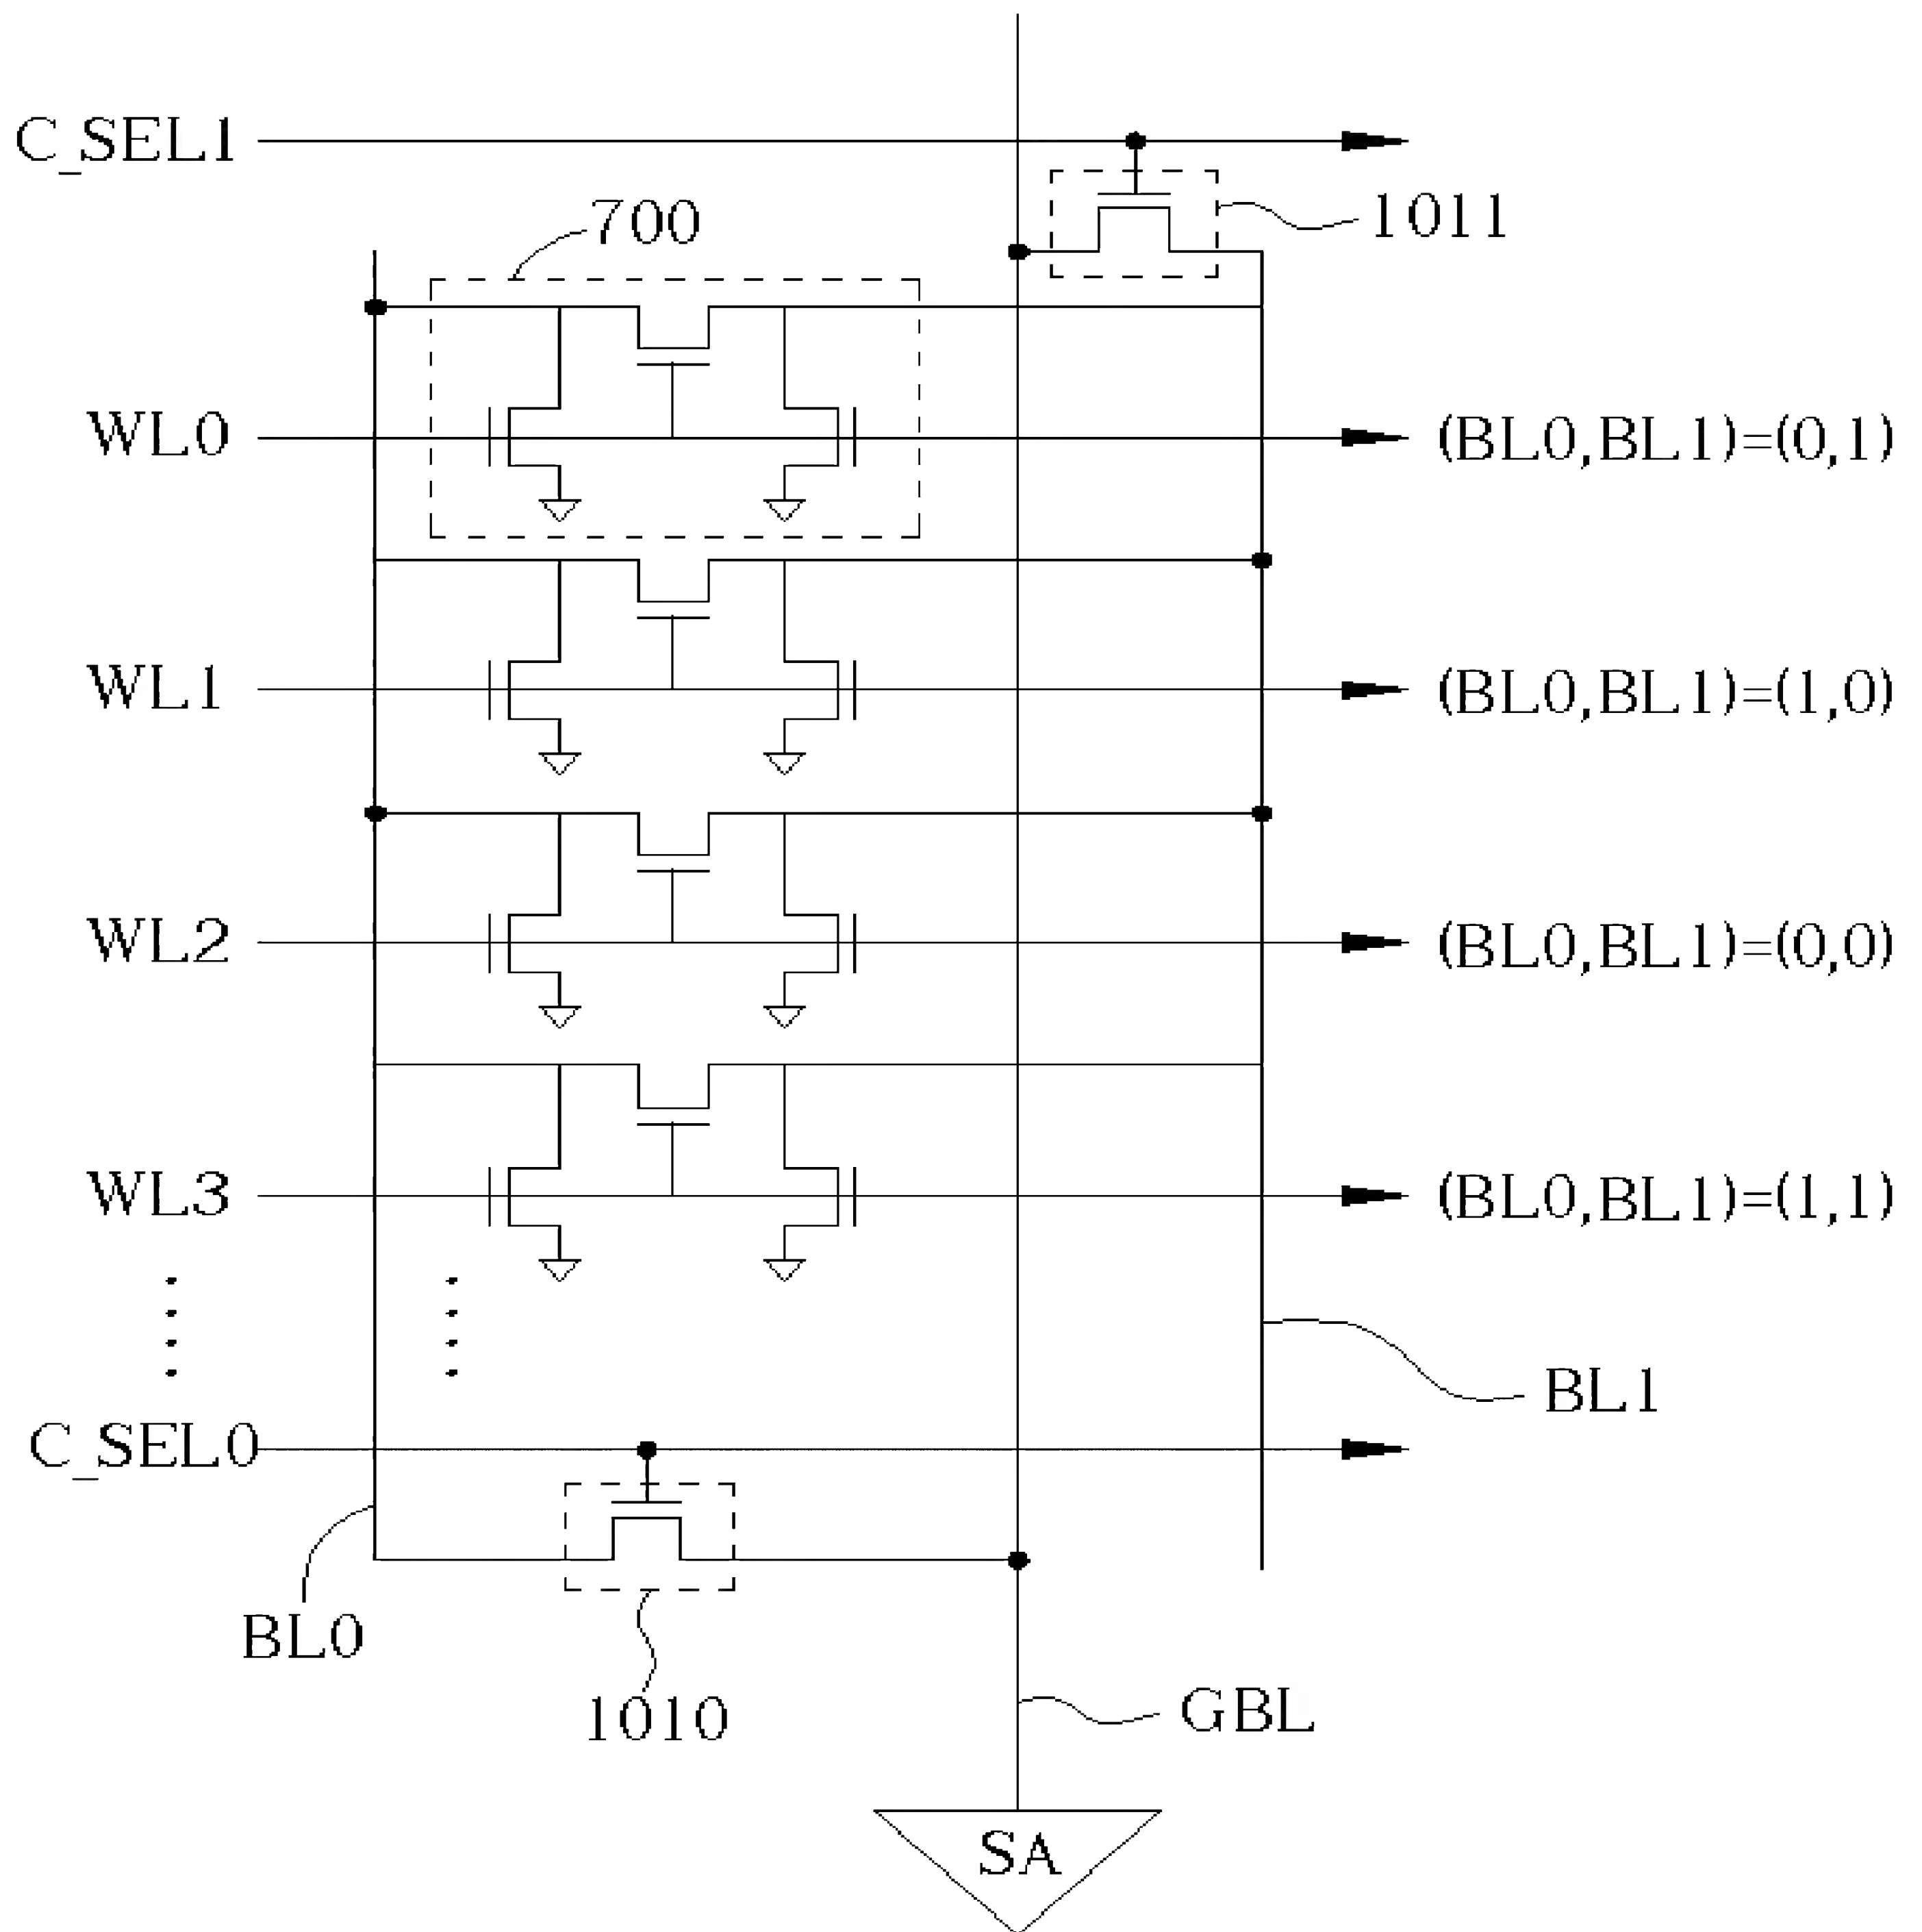 C_SEL1
700
1011
WL0
(BL0,BL1)=(0,1)
WL1
(BL0,BL1)=(1,0)
WL2
(BL0,BL1)=(0,0)
WL3
(BL0,BL1)=(1,1)
BL1
C_SEL0
BL0
1010
GBL
SA